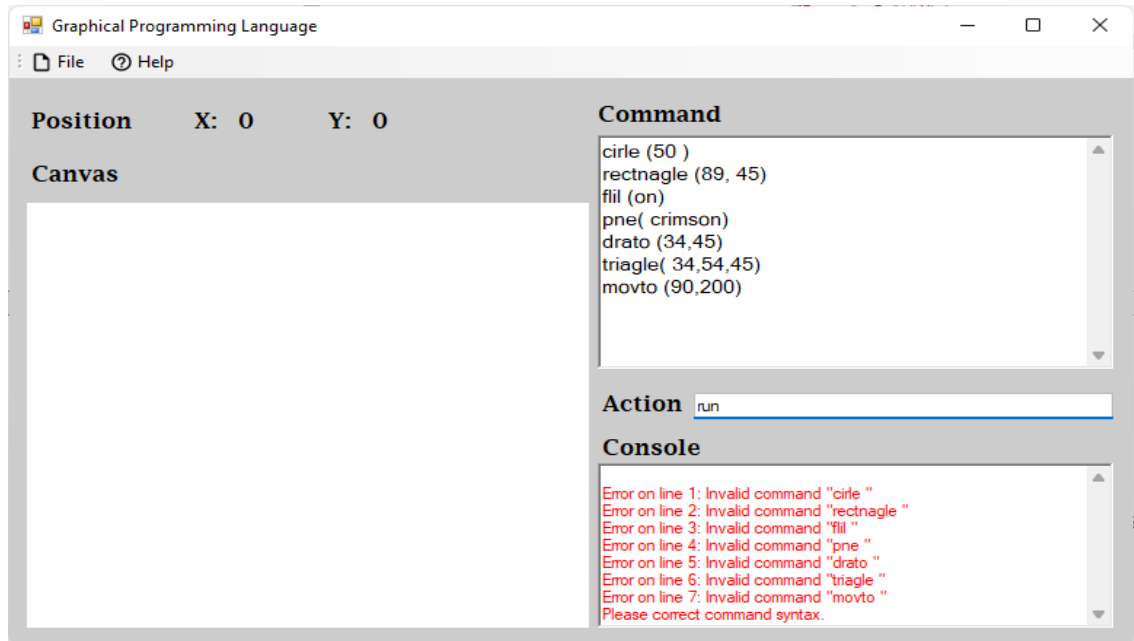 Graphical Programming Language
File Help
Position X: 0 Y: 0
Canvas
Command
cirle (50 )
rectnagle (89, 45)
flil (on)
pne( crimson)
drato (34,45)
triagle( 34,54,45)
movto (90,200)
Action run
Console
Error on line 1: Invalid command "cirle "
Error on line 2: Invalid command "rectnagle "
Error on line 3: Invalid command "flil "
Error on line 4: Invalid command "pne "
Error on line 5: Invalid command "drato "
Error on line 6: Invalid command "triagle "
Error on line 7: Invalid command "movto "
Please correct command syntax.